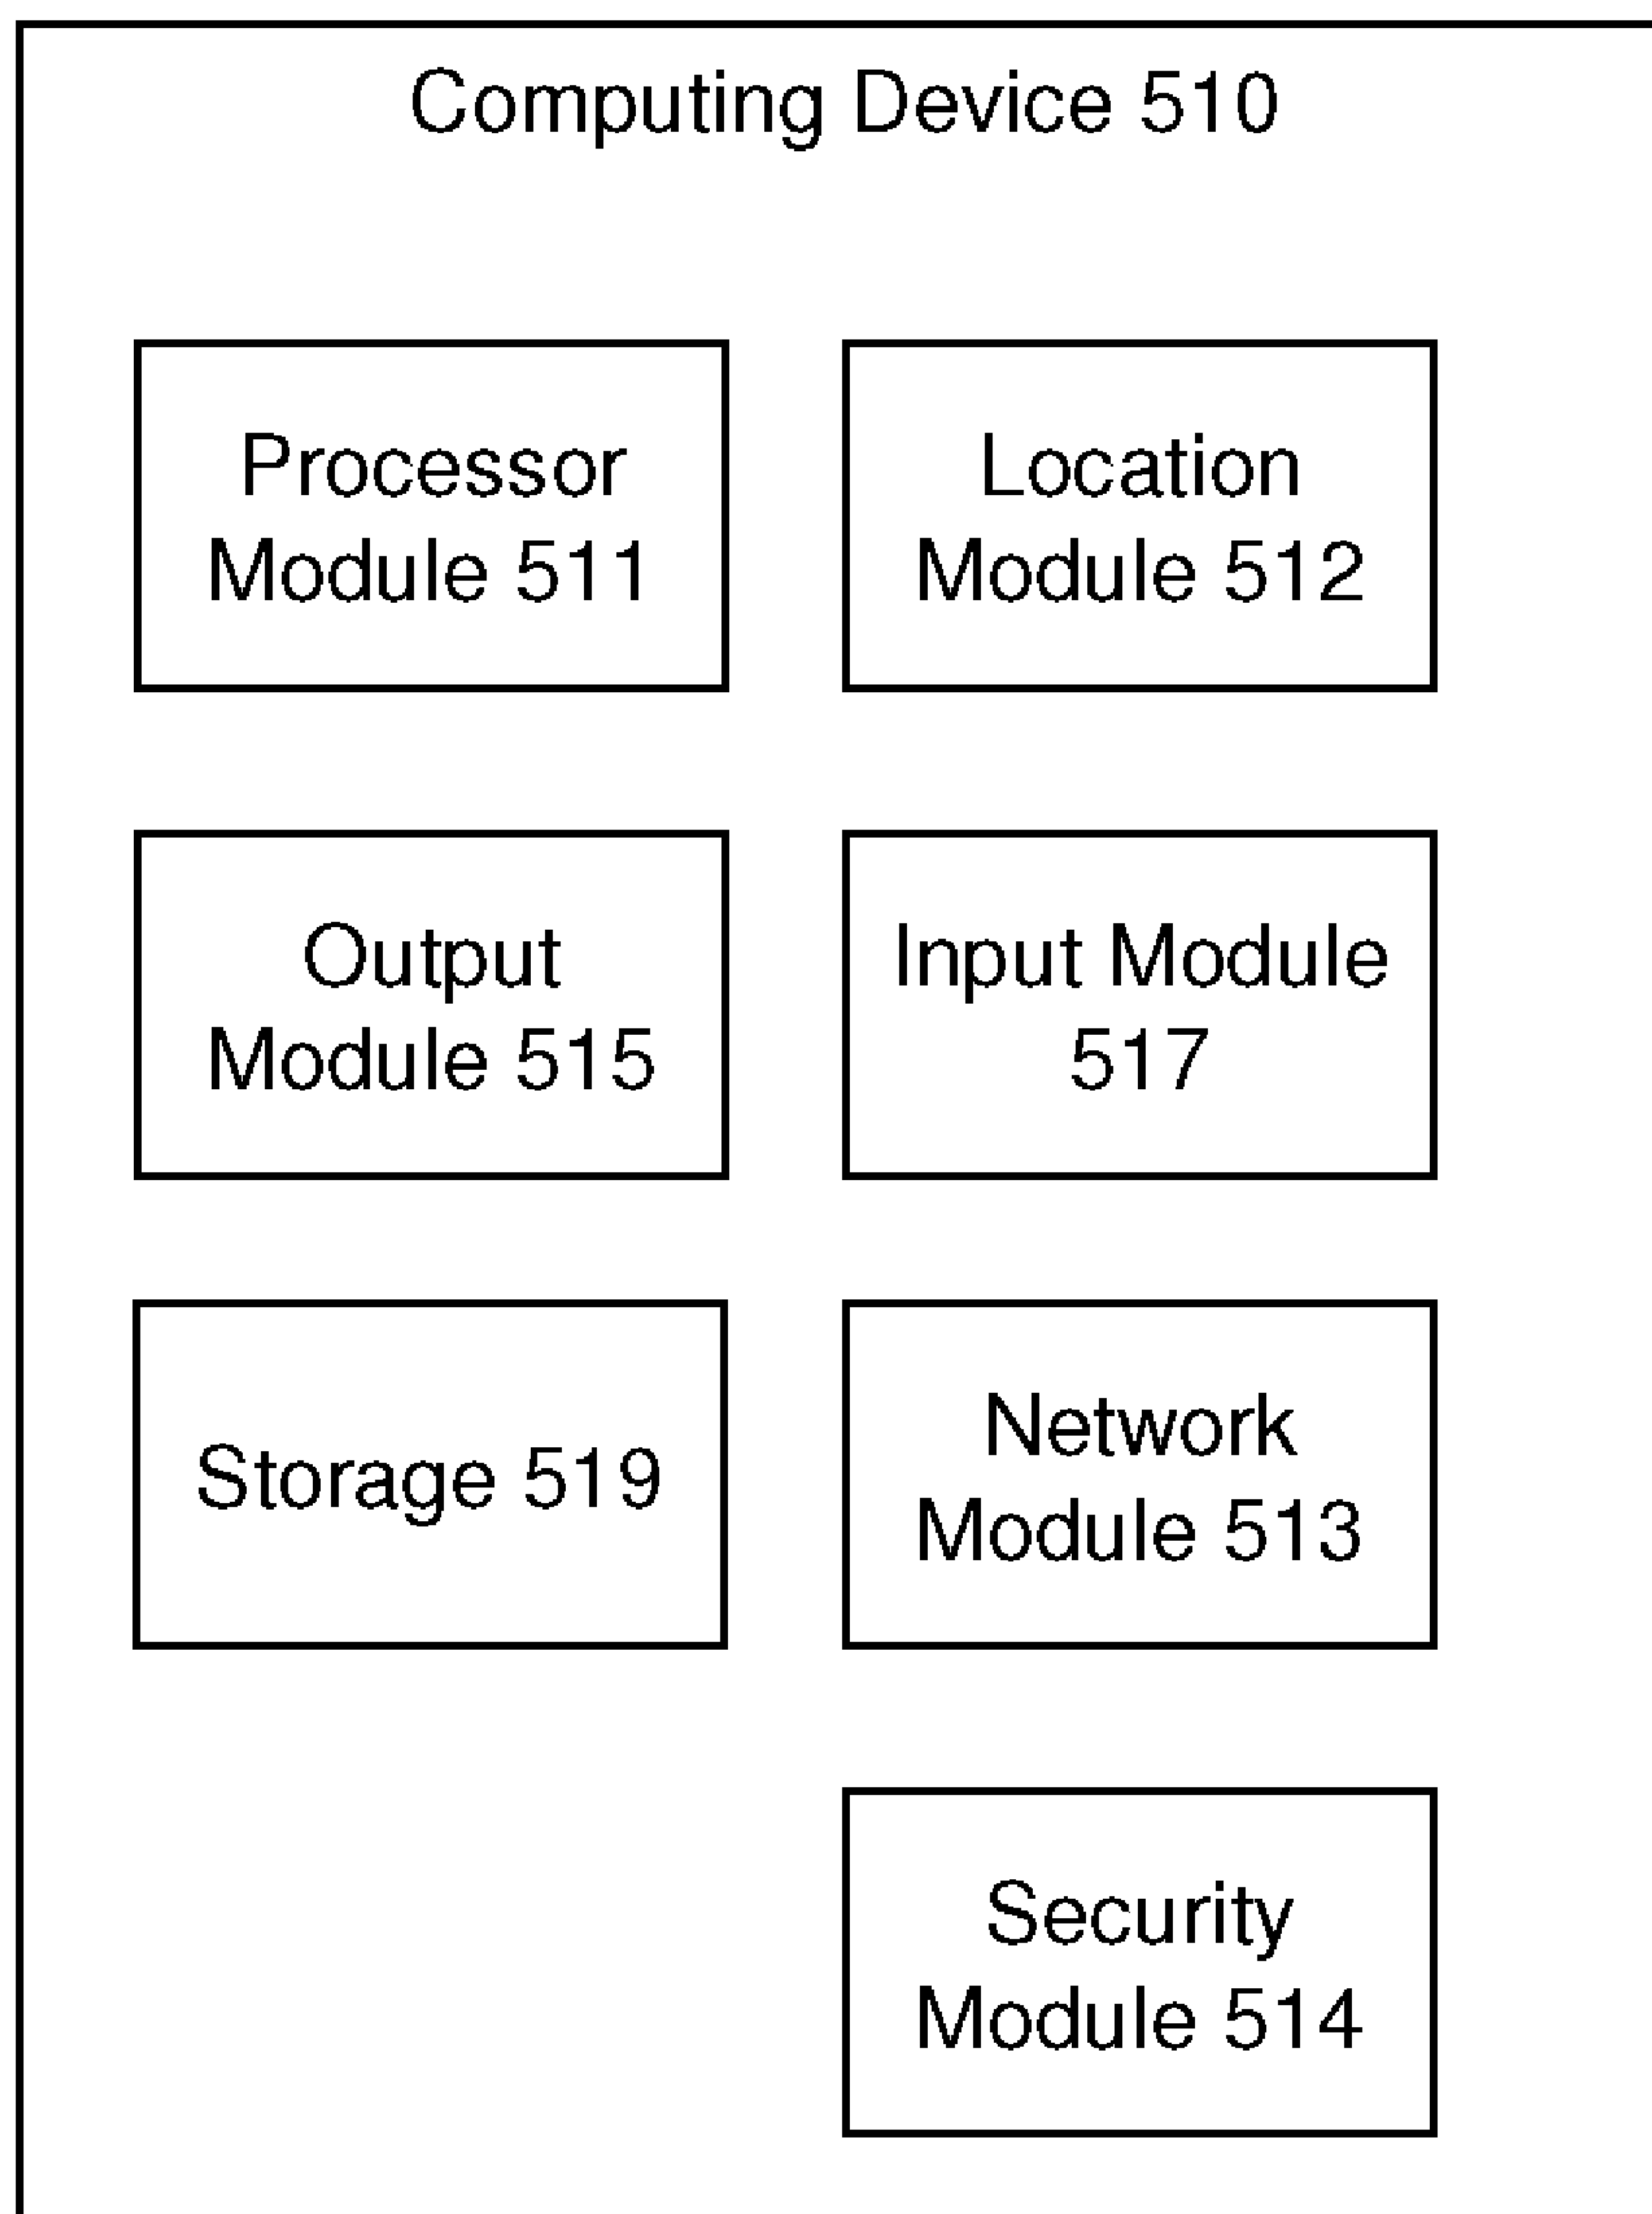 Computing Device 510
Processor
Module 511
Location
Module 512
Output
Module 515
Input Module
517
Storage 519
Network
Module 513
Security
Module 514